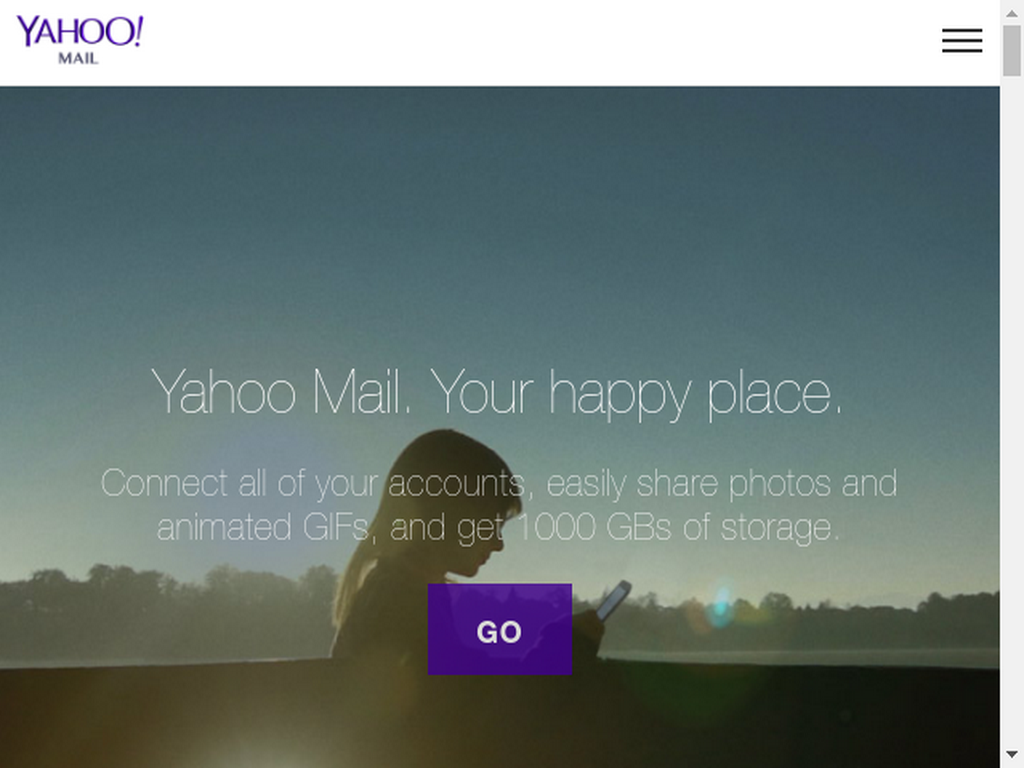 YAHOO!
MAIL
Yahoo Mail. Your happy place.
Connect all of your accounts, easily share photos and
animated GIFs, and get 1000 GBs of storage.
GO